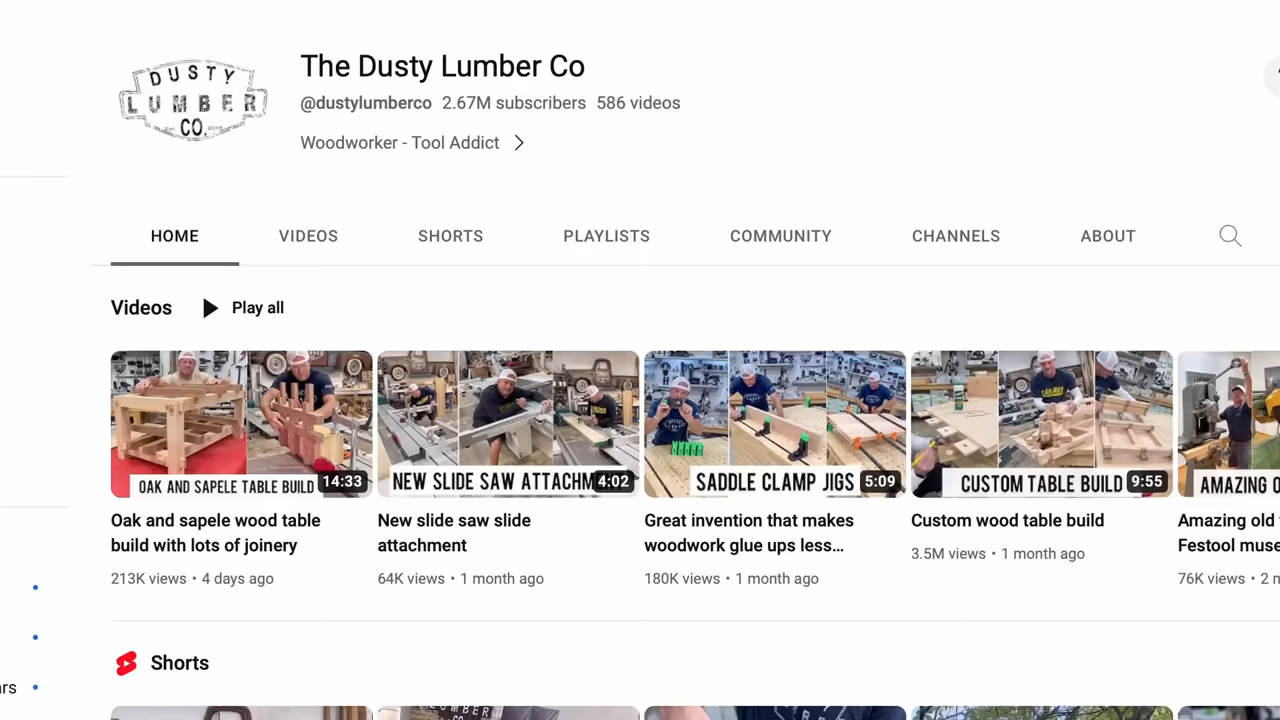 DUSTY
LUMBER
CO.
The Dusty Lumber Co
@dustylumberco 2.67M subscribers 586 videos
Woodworker - Tool Addict
HOME VIDEOS SHORTS PLAYLISTS COMMUNITY CHANNELS ABOUT
Videos Play all
OAK AND SAPELE TABLE BUILD 14:33
NEW SLIDE SAW ATTACHM 4:02
SADDLE CLAMP JIGS 5:09
CUSTOM TABLE BUILD 9:55
AMAZING O
Oak and sapele wood table
build with lots of joinery
213K views • 4 days ago
New slide saw slide
attachment
64K views • 1 month ago
Great invention that makes
woodwork glue ups less...
180K views • 1 month ago
Custom wood table build
3.5M views • 1 month ago
Amazing old
Festool muse
76K views • 2 m
Shorts
ars
LUMBER
CO.